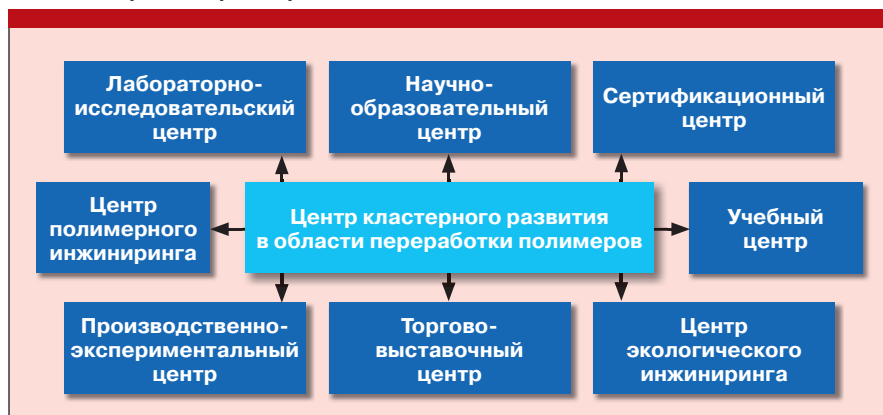 Лабораторно-
исследовательский
центр
Научно-
образовательный
центр
Сертификационный
центр
Центр
полимерного
инжиниринга
Центр кластерного развития
в области переработки полимеров
Учебный
центр
Производственно-
экспериментальный
центр
Торгово-
выставочный
центр
Центр
экологического
инжиниринга